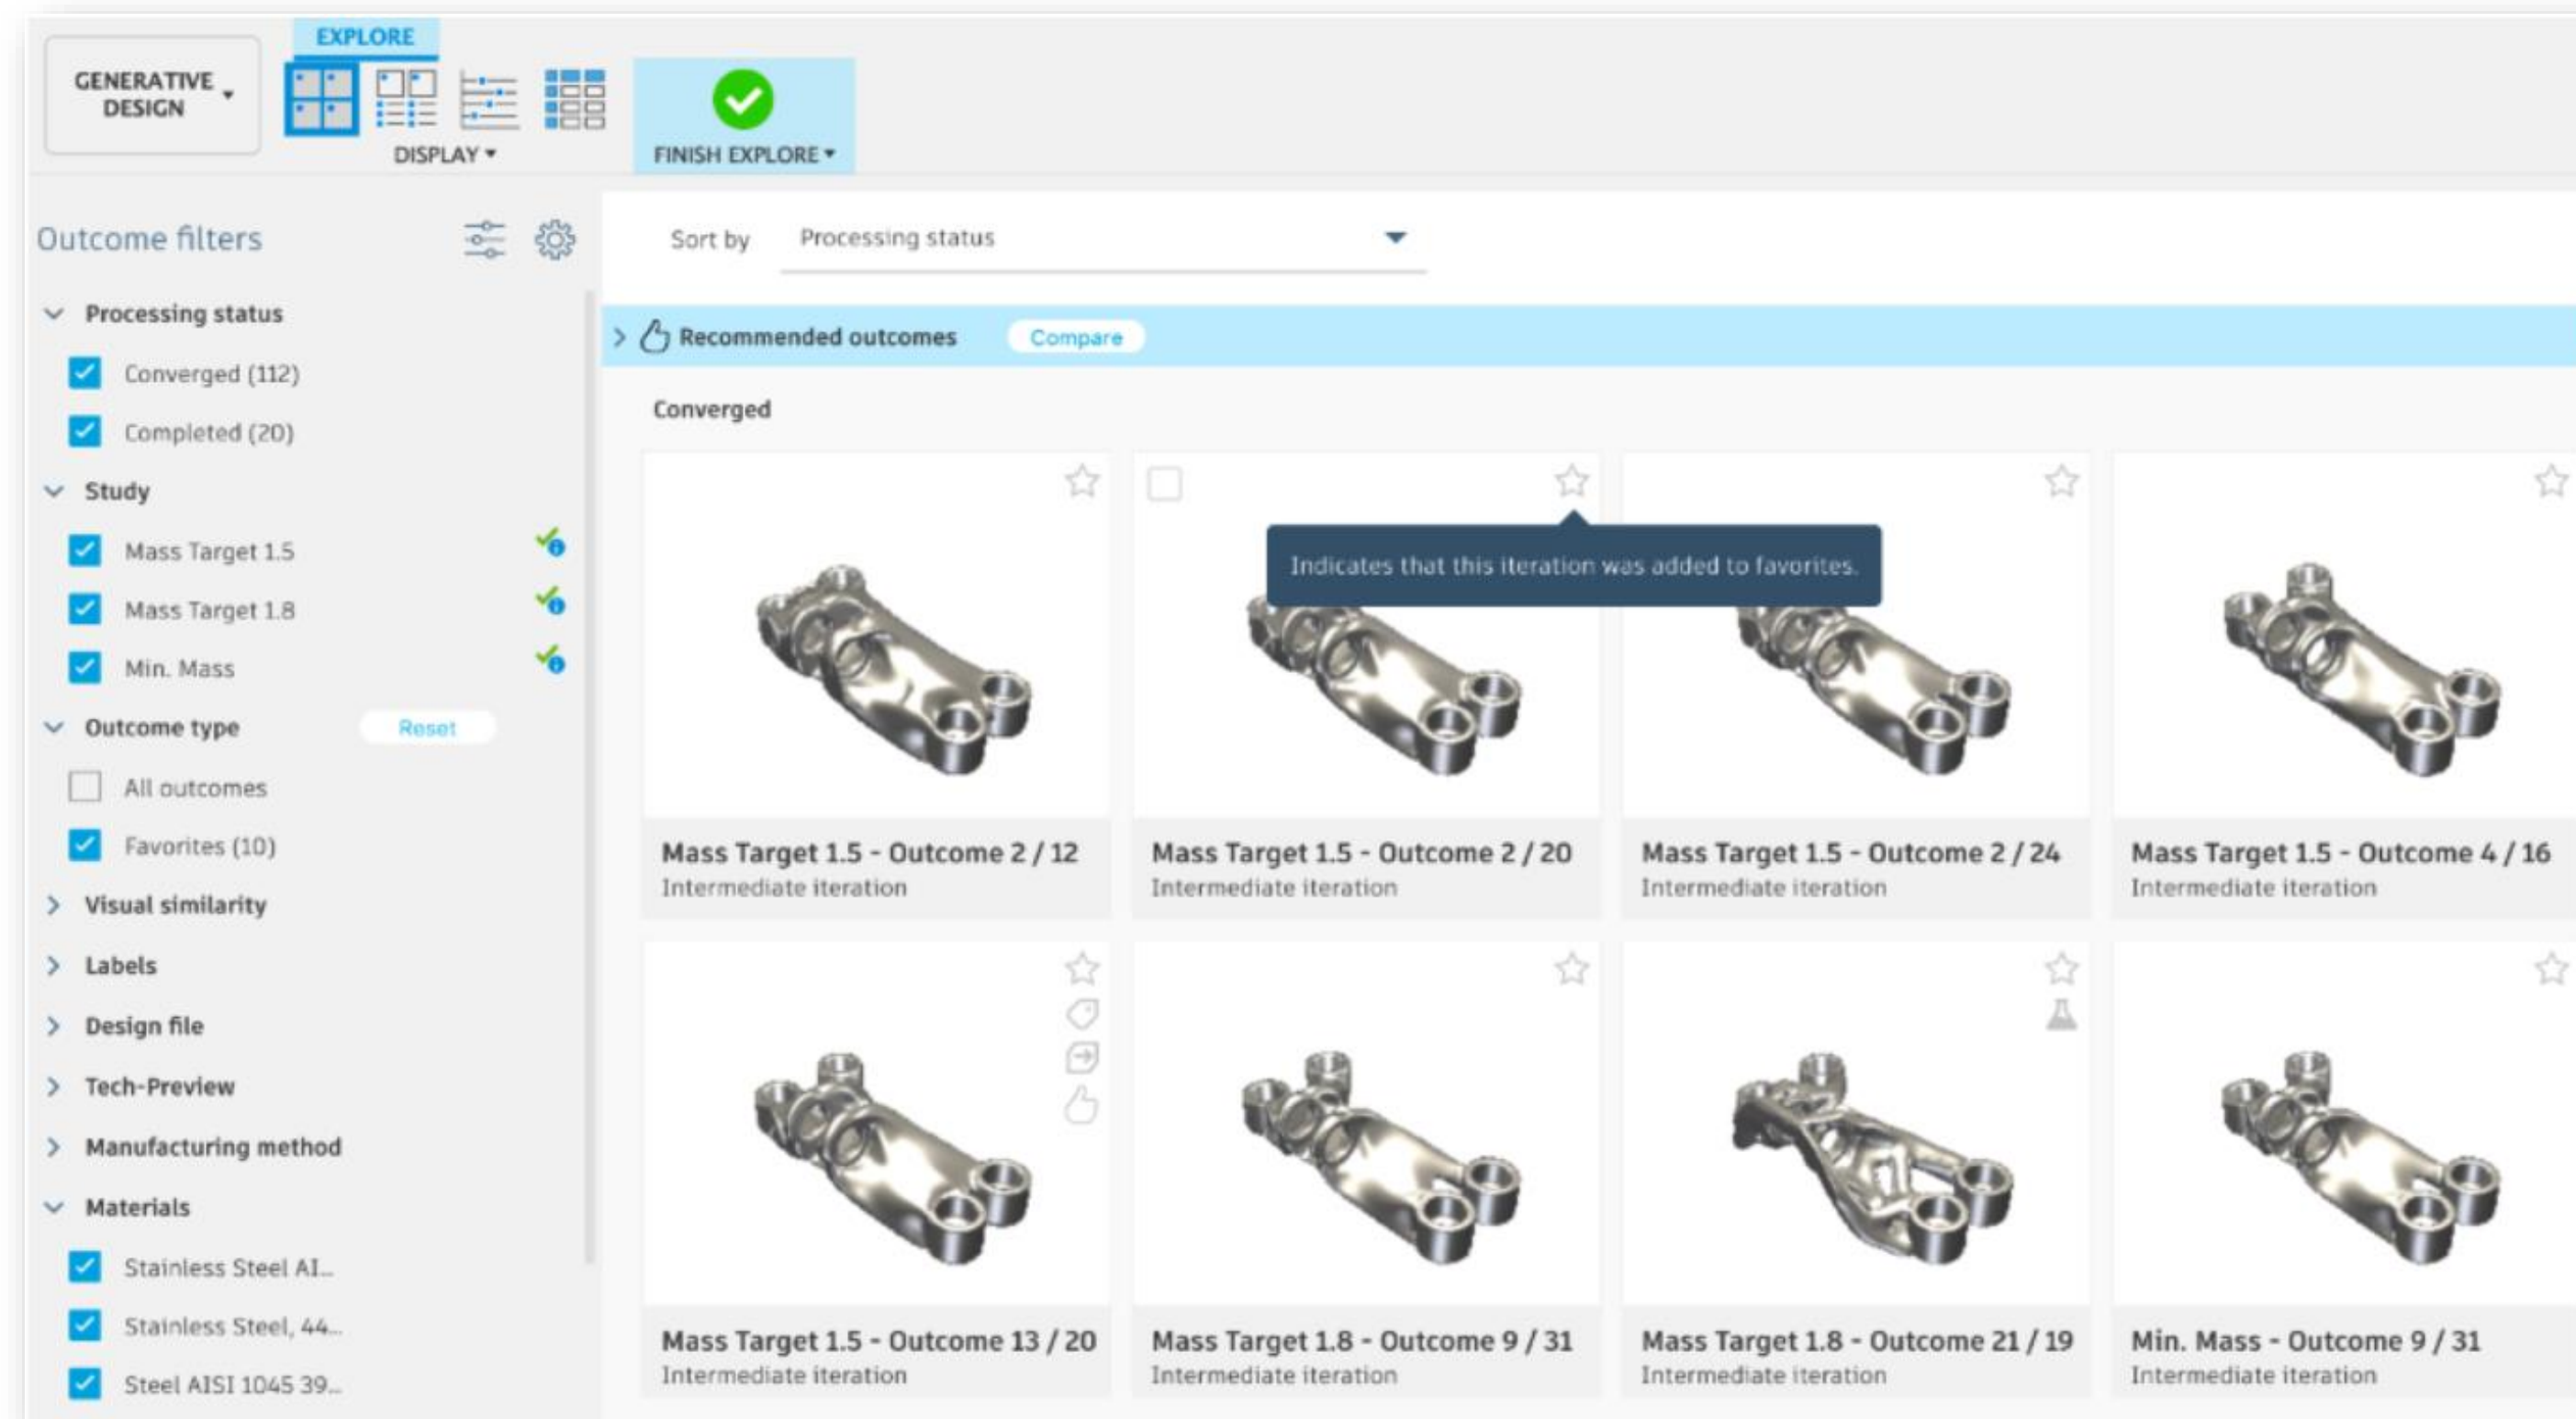 EXPLORE
GENERATIVE
DESIGN
DISPLAY
FINISH EXPLORE
Outcome filters
Processing status
Converged (112)
Completed (20)
Study
Mass Target 1.5
Mass Target 1.8
Min. Mass
Outcome type
Reset
All outcomes
Favorites (10)
Visual similarity
Labels
Design file
Tech-Preview
Manufacturing method
Materials
Stainless Steel AI...
Stainless Steel, 44...
Steel AISI 1045 39...
Sort by Processing status
Recommended outcomes Compare
Converged
Indicates that this iteration was added to favorites.
Mass Target 1.5 - Outcome 2 / 12
Intermediate iteration
Mass Target 1.5 - Outcome 2 / 20
Intermediate iteration
Mass Target 1.5 - Outcome 2 / 24
Intermediate iteration
Mass Target 1.5 - Outcome 4 / 16
Intermediate iteration
Mass Target 1.5 - Outcome 13 / 20
Intermediate iteration
Mass Target 1.8 - Outcome 9 / 31
Intermediate iteration
Mass Target 1.8 - Outcome 21 / 19
Intermediate iteration
Min. Mass - Outcome 9 / 31
Intermediate iteration